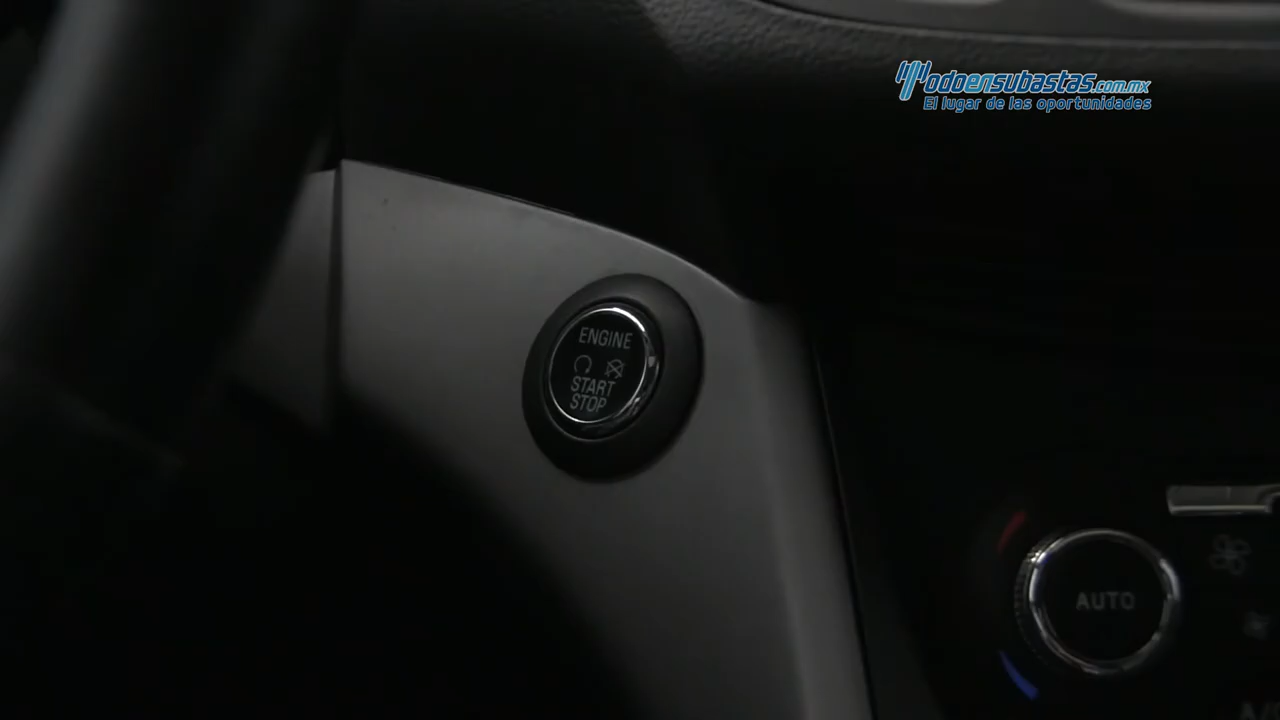 Todoensubastas.com.mx
El lugar de las oportunidades
ENGINE
START
STOP
AUTO